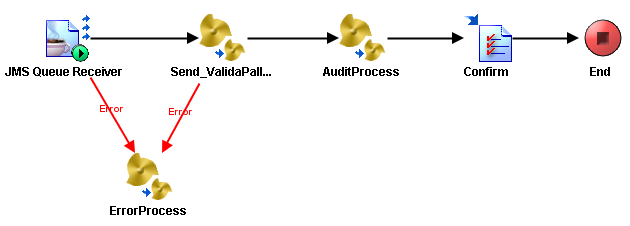 JMS Queue Receiver
Send_ValidaPall...
AuditProcess
Confirm
End
Error
Error
ErrorProcess